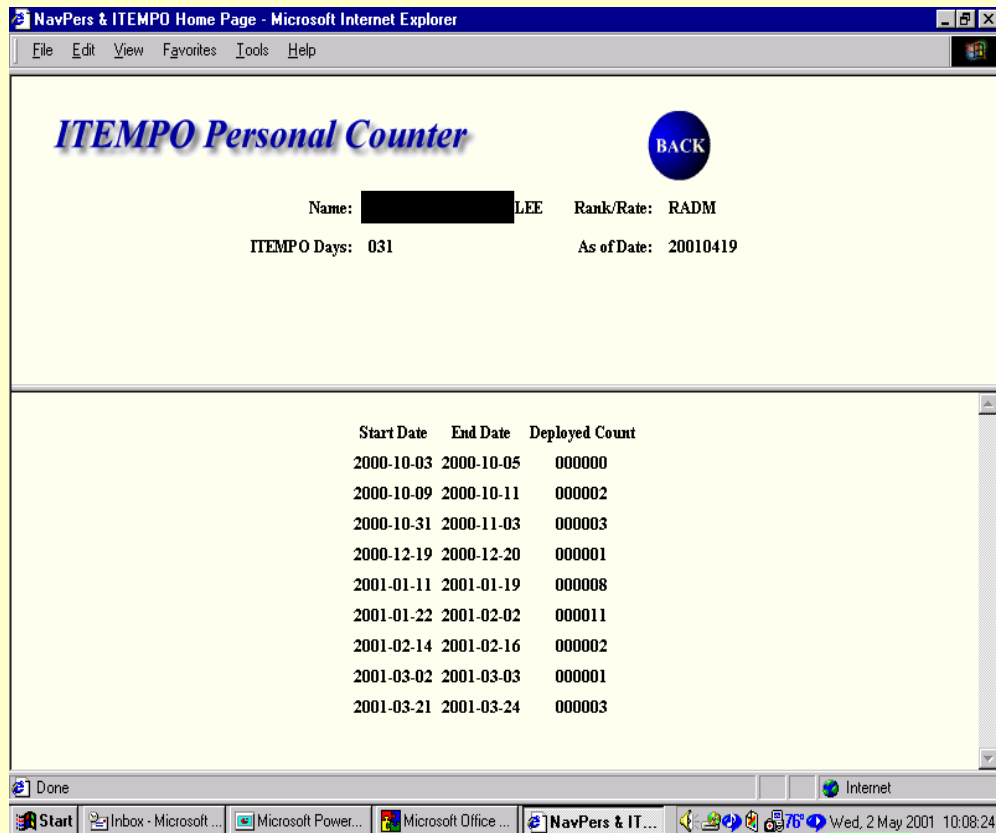 NavPers & ITEMPO Home Page - Microsoft Internet Explorer
File Edit View Favorites Tools Help
ITEMPO Personal Counter
BACK
Name: LEE Rank/Rate: RADM
ITEMPO Days: 031 As of Date: 20010419
Start Date End Date Deployed Count
2000-10-03 2000-10-05 000000
2000-10-09 2000-10-11 000002
2000-10-31 2000-11-03 000003
2000-12-19 2000-12-20 000001
2001-01-11 2001-01-19 000008
2001-01-22 2001-02-02 000011
2001-02-14 2001-02-16 000002
2001-03-02 2001-03-03 000001
2001-03-21 2001-03-24 000003
Done Internet
Start Inbox - Microsoft ... Microsoft Power... Microsoft Office ... NavPers & IT... 76° Wed, 2 May 2001 10:08:24